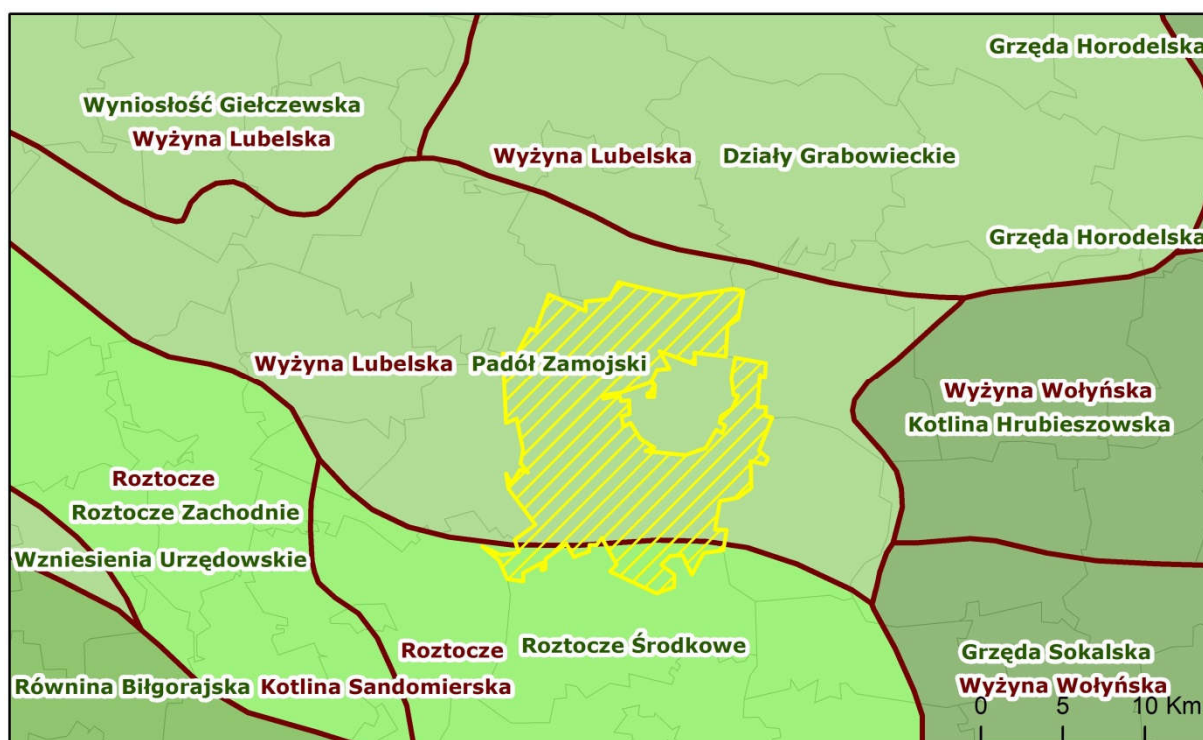 Grzęda Horodelska
Wyniosłość Giełczewska
Wyżyna Lubelska
Wyżyna Lubelska Działy Grabowieckie
Grzęda Horodelska
Wyżyna Lubelska Padół Zamojski
Wyżyna Wołyńska
Kotlina Hrubieszowska
Roztocze
Roztocze Zachodnie
Wzniesienia Urzędowskie
Roztocze Roztocze Środkowe
Grzęda Sokalska
Równina Biłgorajska Kotlina Sandomierska
Wyżyna Wołyńska
0 5 10 Km